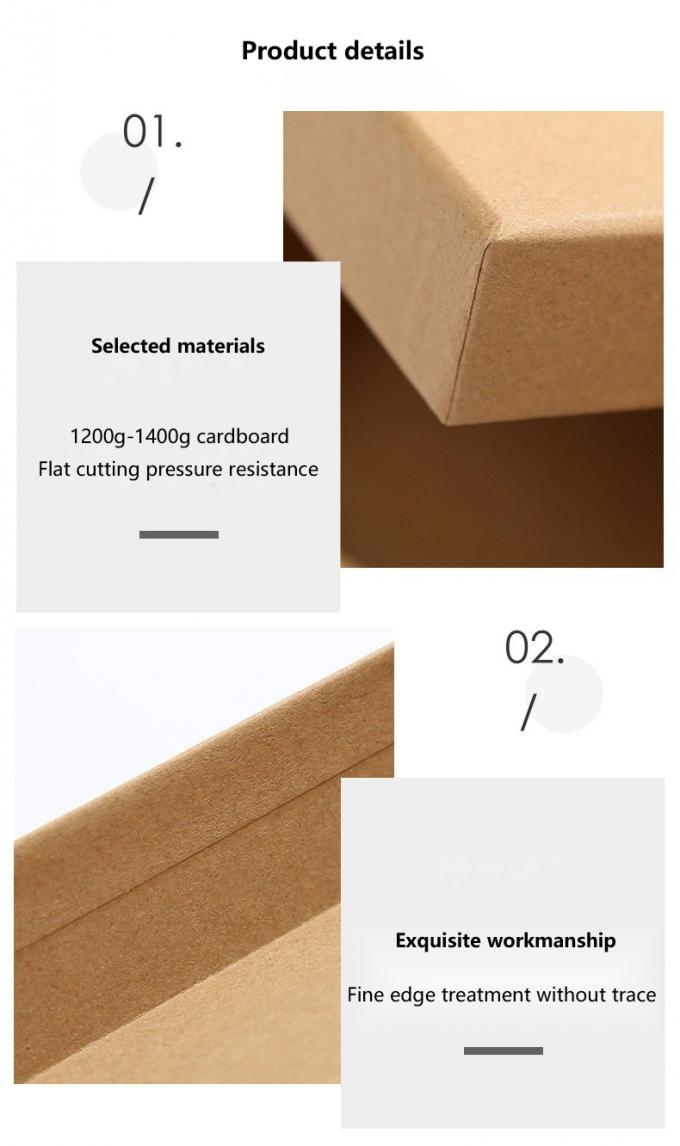 Product details
01.
/
Selected materials
1200g-1400g cardboard
Flat cutting pressure resistance
02.
/
Exquisite workmanship
Fine edge treatment without trace